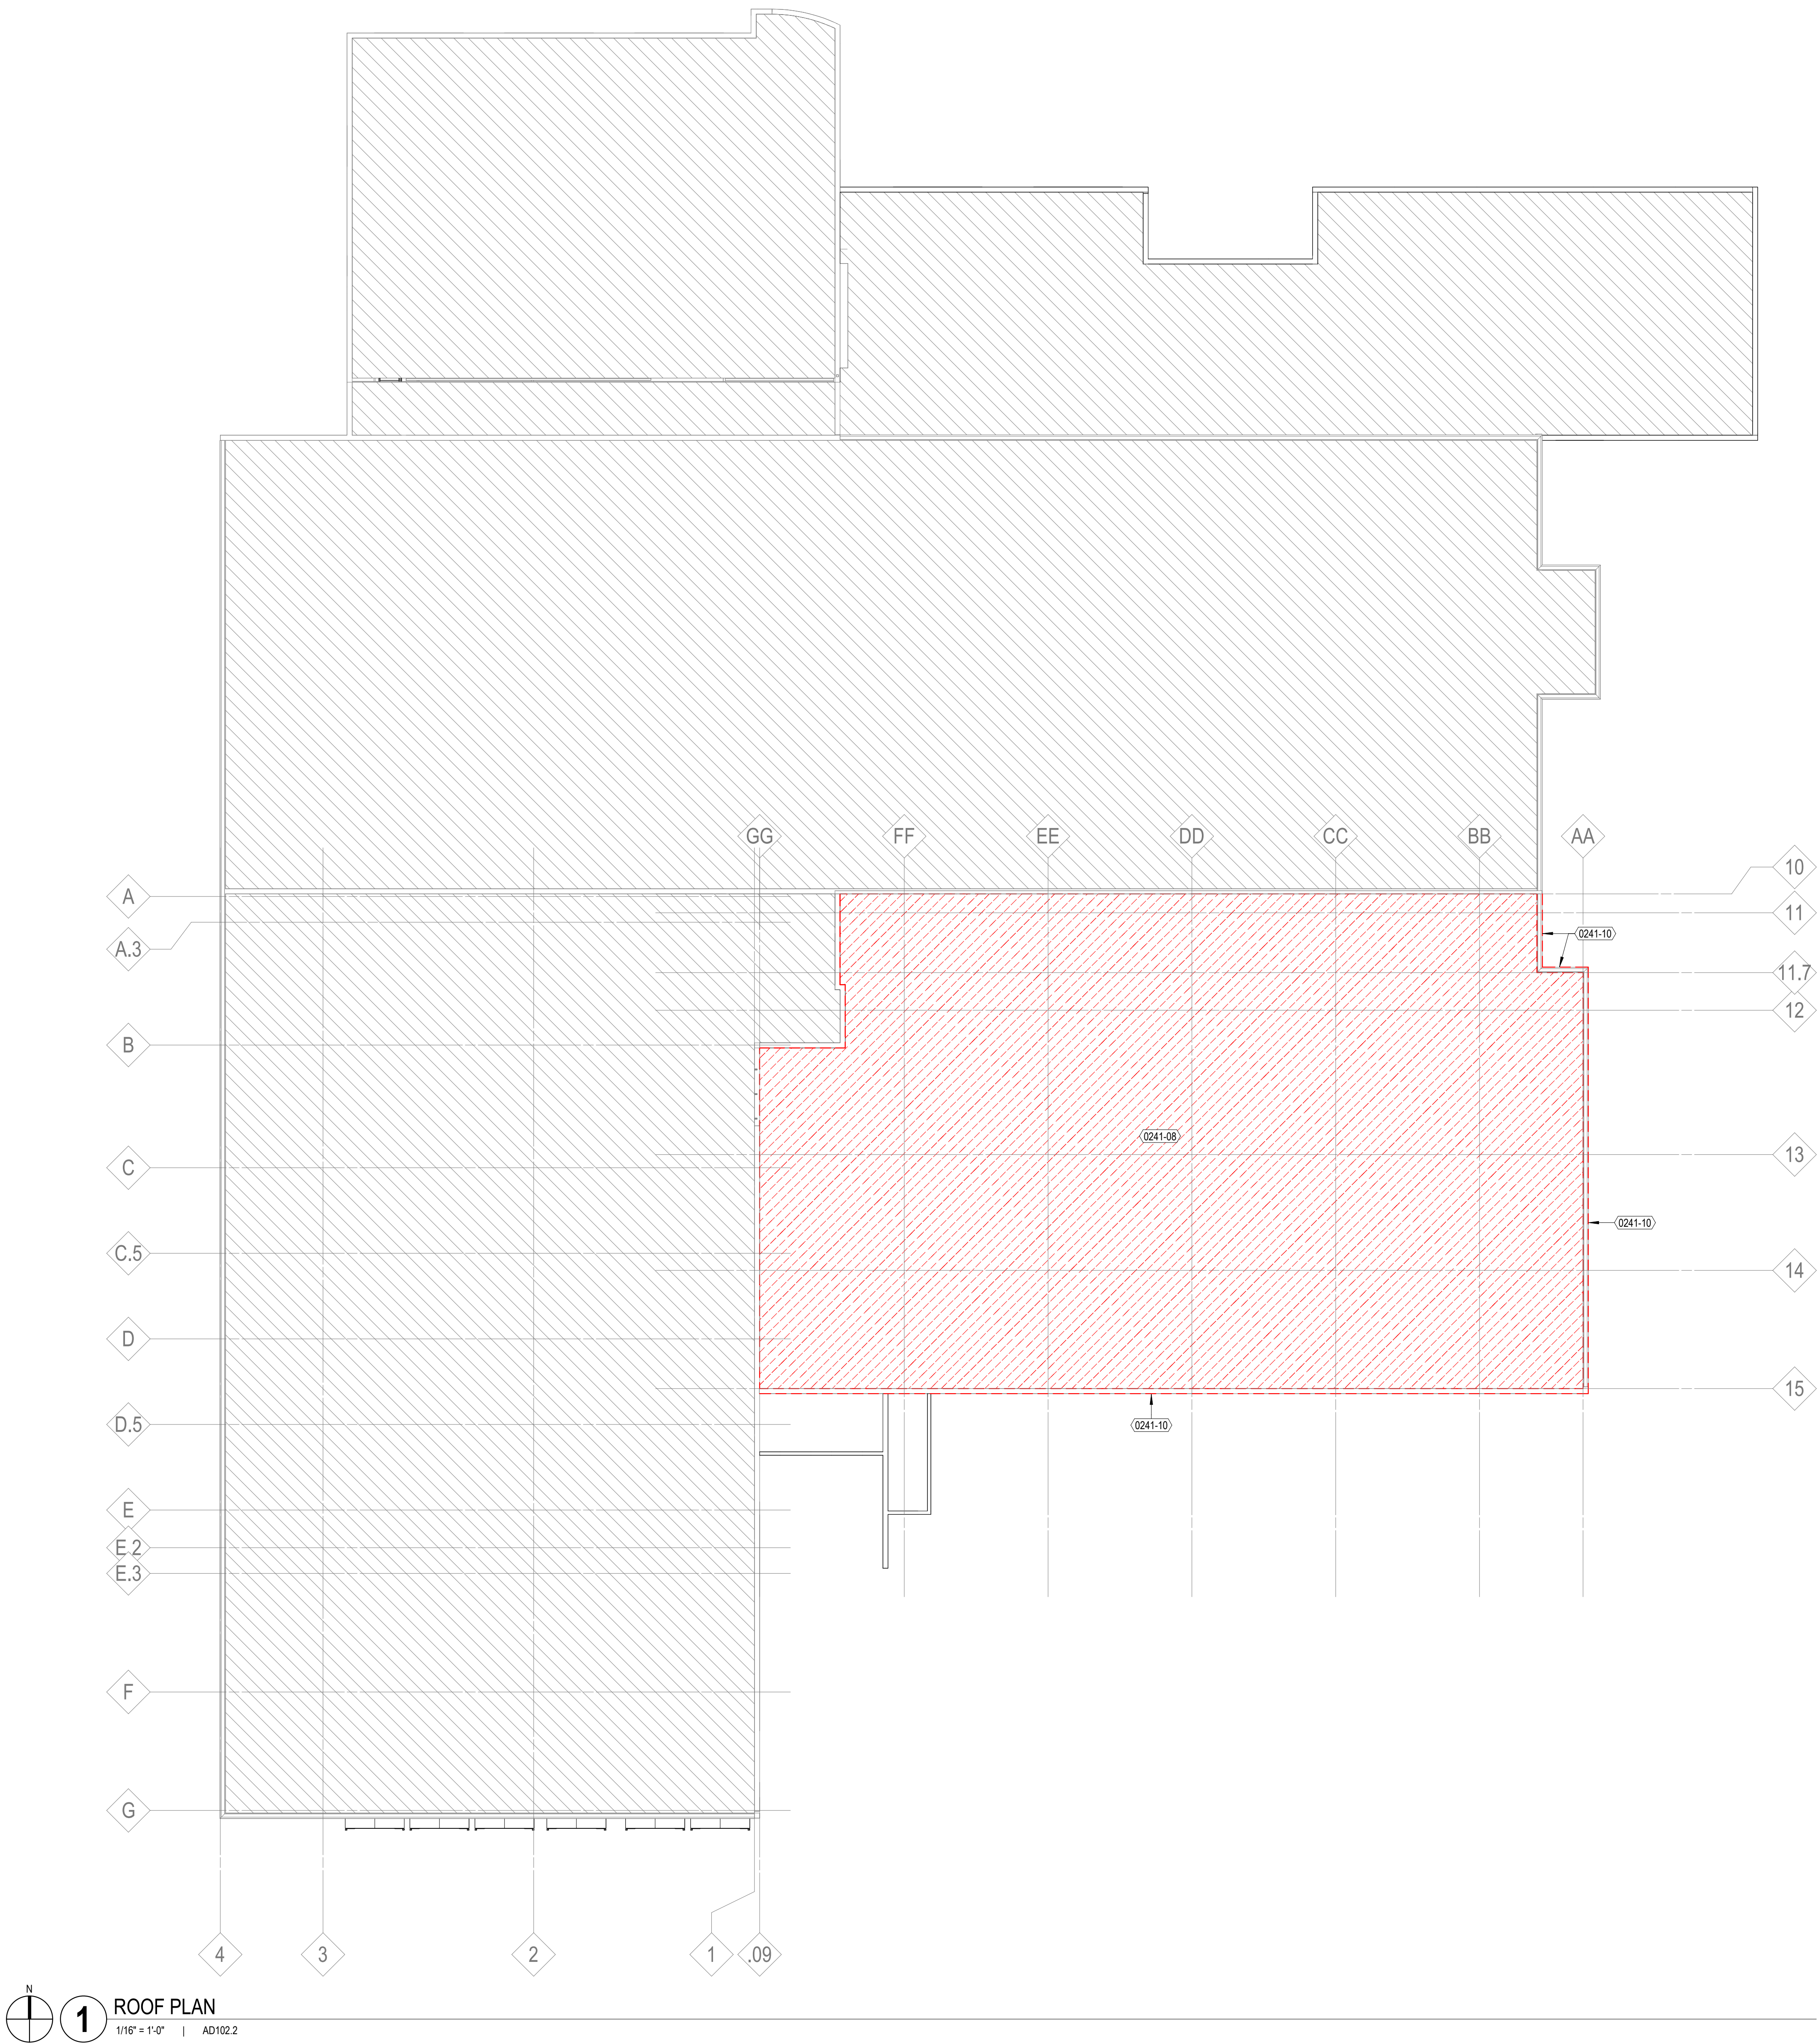 GG FF EE DD CC BB AA
10
A
11
0241-10
A.3
11.7
12
B
0241-08
13
C
0241-10
C.5
14
D
15
D.5
0241-10
E
E.2
E.3
F
G
4 3 2 1 .09
N
1 ROOF PLAN
1/16" = 1'-0" | AD102.2